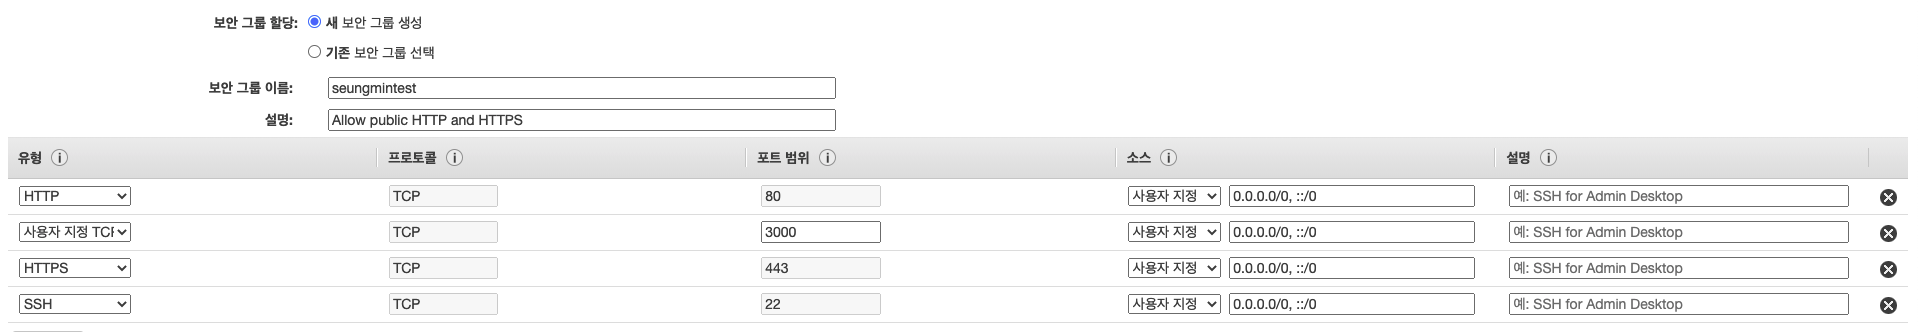 보안 그룹 할당: 새 보안 그룹 생성
기존 보안 그룹 선택
보안 그룹 이름: seungmintest
설명: Allow public HTTP and HTTPS
유형 i 프로토콜 i 포트 범위 i 소스 i 설명 i
HTTP TCP 80 사용자 지정 0.0.0.0/0, ::/0 예: SSH for Admin Desktop
사용자 지정 TCP TCP 3000 사용자 지정 0.0.0.0/0, ::/0 예: SSH for Admin Desktop
HTTPS TCP 443 사용자 지정 0.0.0.0/0, ::/0 예: SSH for Admin Desktop
SSH TCP 22 사용자 지정 0.0.0.0/0, ::/0 예: SSH for Admin Desktop